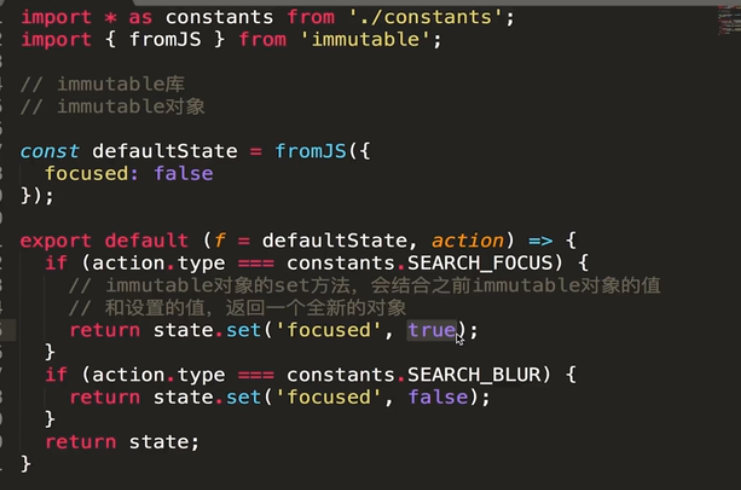 import * as constants from './constants';
import { fromJS } from 'immutable';
// immutable库
// immutable对象
const defaultState = fromJS({
focused: false
});
export default (f = defaultState, action) => {
if (action.type === constants.SEARCH_FOCUS) {
// immutable对象的set方法，会结合之前immutable对象的值
// 和设置的值，返回一个全新的对象
return state.set('focused', true);
}
if (action.type === constants.SEARCH_BLUR) {
return state.set('focused', false);
}
return state;
}